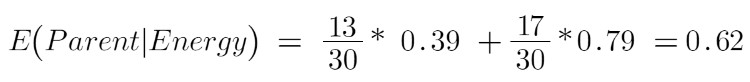 E(Parent|Energy) = 13/30 * 0.39 + 17/30 * 0.79 = 0.62